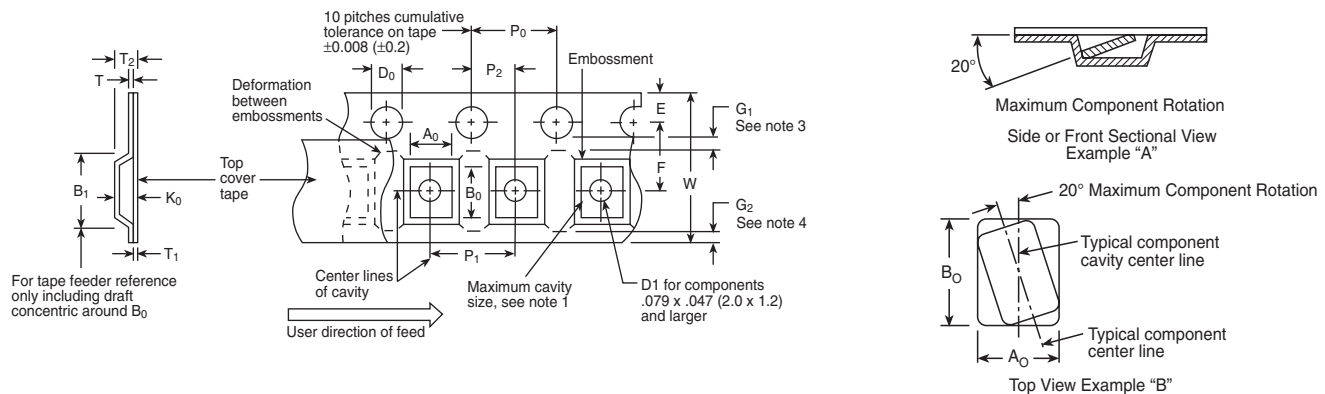 10 pitches cumulative
tolerance on tape
±0.008 (±0.2)
P0
T2
T
D0
P2
Embossment
Deformation
between
embossments
A0
E
G1
See note 3
F
W
B1
Top
cover
tape
K0
B0
G2
See note 4
T1
P1
For tape feeder reference
only including draft
concentric around B0
Center lines
of cavity
Maximum cavity
size, see note 1
D1 for components
.079 x .047 (2.0 x 1.2)
and larger
User direction of feed
20°
Maximum Component Rotation
Side or Front Sectional View
Example “A”
20° Maximum Component Rotation
Typical component
cavity center line
BO
Typical component
center line
AO
Top View Example “B”